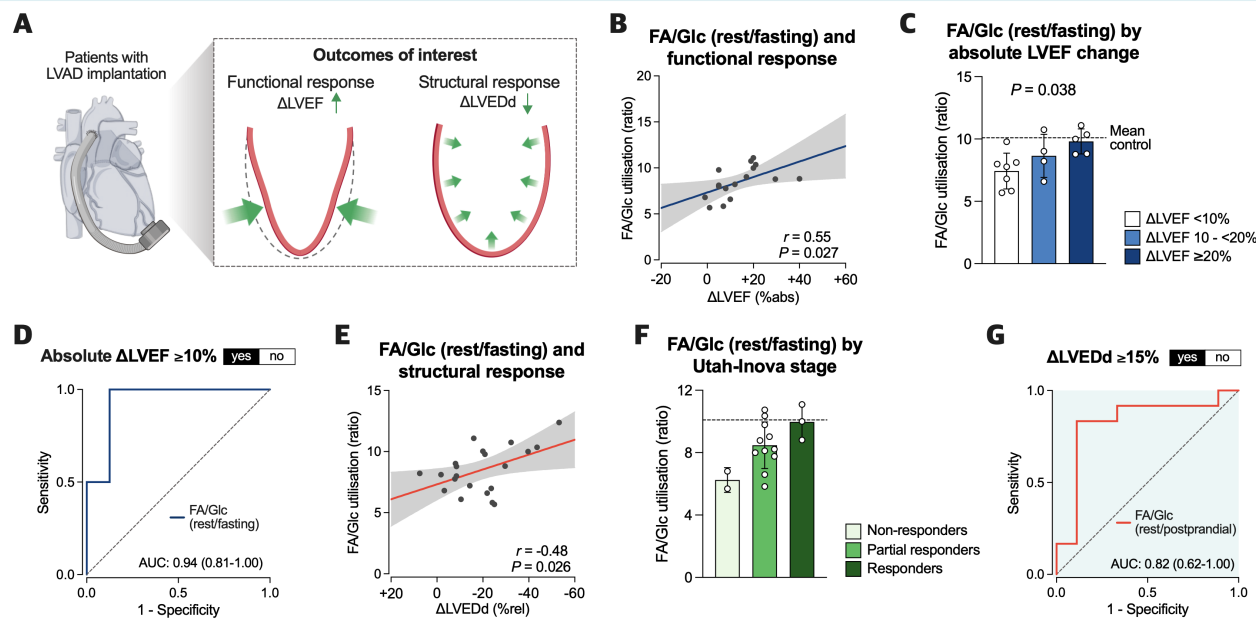 A
Patients with
LVAD implantation
Outcomes of interest
Functional response
ΔLVEF
Structural response
ΔLVEDd
B
FA/Glc (rest/fasting) and
functional response
FA/Glc utilisation (ratio)
20
15
10
5
0
-20
0
+20
+40
+60
ΔLVEF (%abs)
r = 0.55
P = 0.027
C
FA/Glc (rest/fasting) by
absolute LVEF change
P = 0.038
FA/Glc utilisation (ratio)
15
10
5
0
Mean
control
ΔLVEF <10%
ΔLVEF 10 - <20%
ΔLVEF ≥20%
D
Absolute ΔLVEF ≥10% yes no
Sensitivity
1.0
0.5
0.0
0.0
0.5
1.0
1 - Specificity
FA/Glc
(rest/fasting)
AUC: 0.94 (0.81-1.00)
E
FA/Glc (rest/fasting) and
structural response
FA/Glc utilisation (ratio)
15
10
5
0
+20
0
-20
-40
-60
ΔLVEDd (%rel)
r = -0.48
P = 0.026
F
FA/Glc (rest/fasting) by
Utah-Inova stage
FA/Glc utilisation (ratio)
12
8
4
0
Non-responders
Partial responders
Responders
G
ΔLVEDd ≥15% yes no
Sensitivity
1.0
0.5
0.0
0.0
0.5
1.0
1 - Specificity
FA/Glc
(rest/postprandial)
AUC: 0.82 (0.62-1.00)